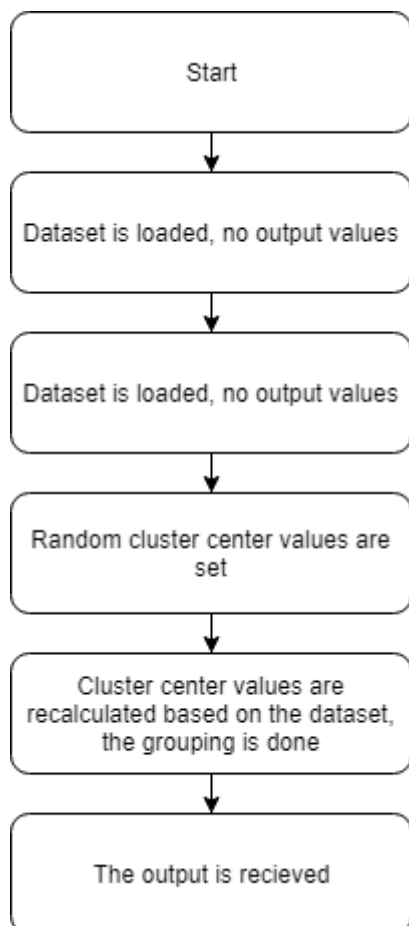 Start
Dataset is loaded, no output values
Dataset is loaded, no output values
Random cluster center values are
set
Cluster center values are
recalculated based on the dataset,
the grouping is done
The output is recieved